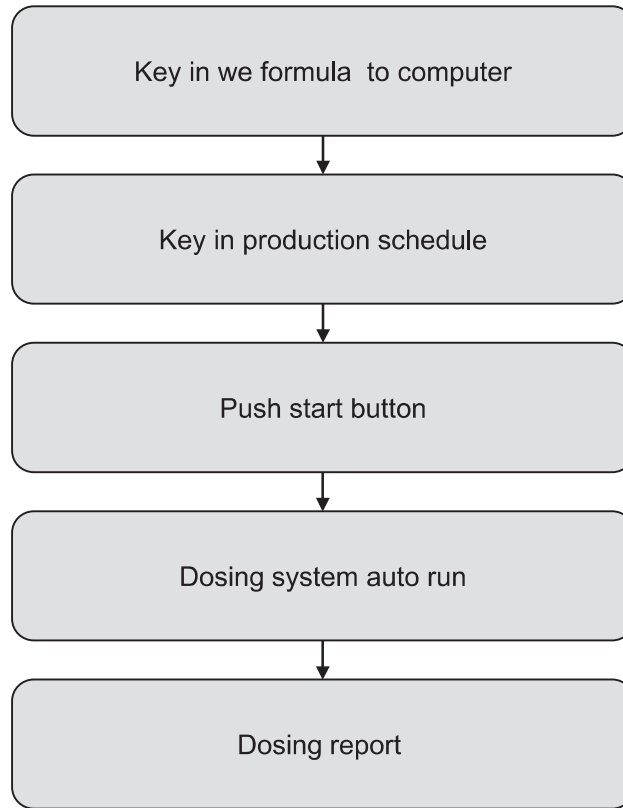 Key in we formula  to computer
Key in production schedule
Push start button
Dosing system auto run
Dosing report